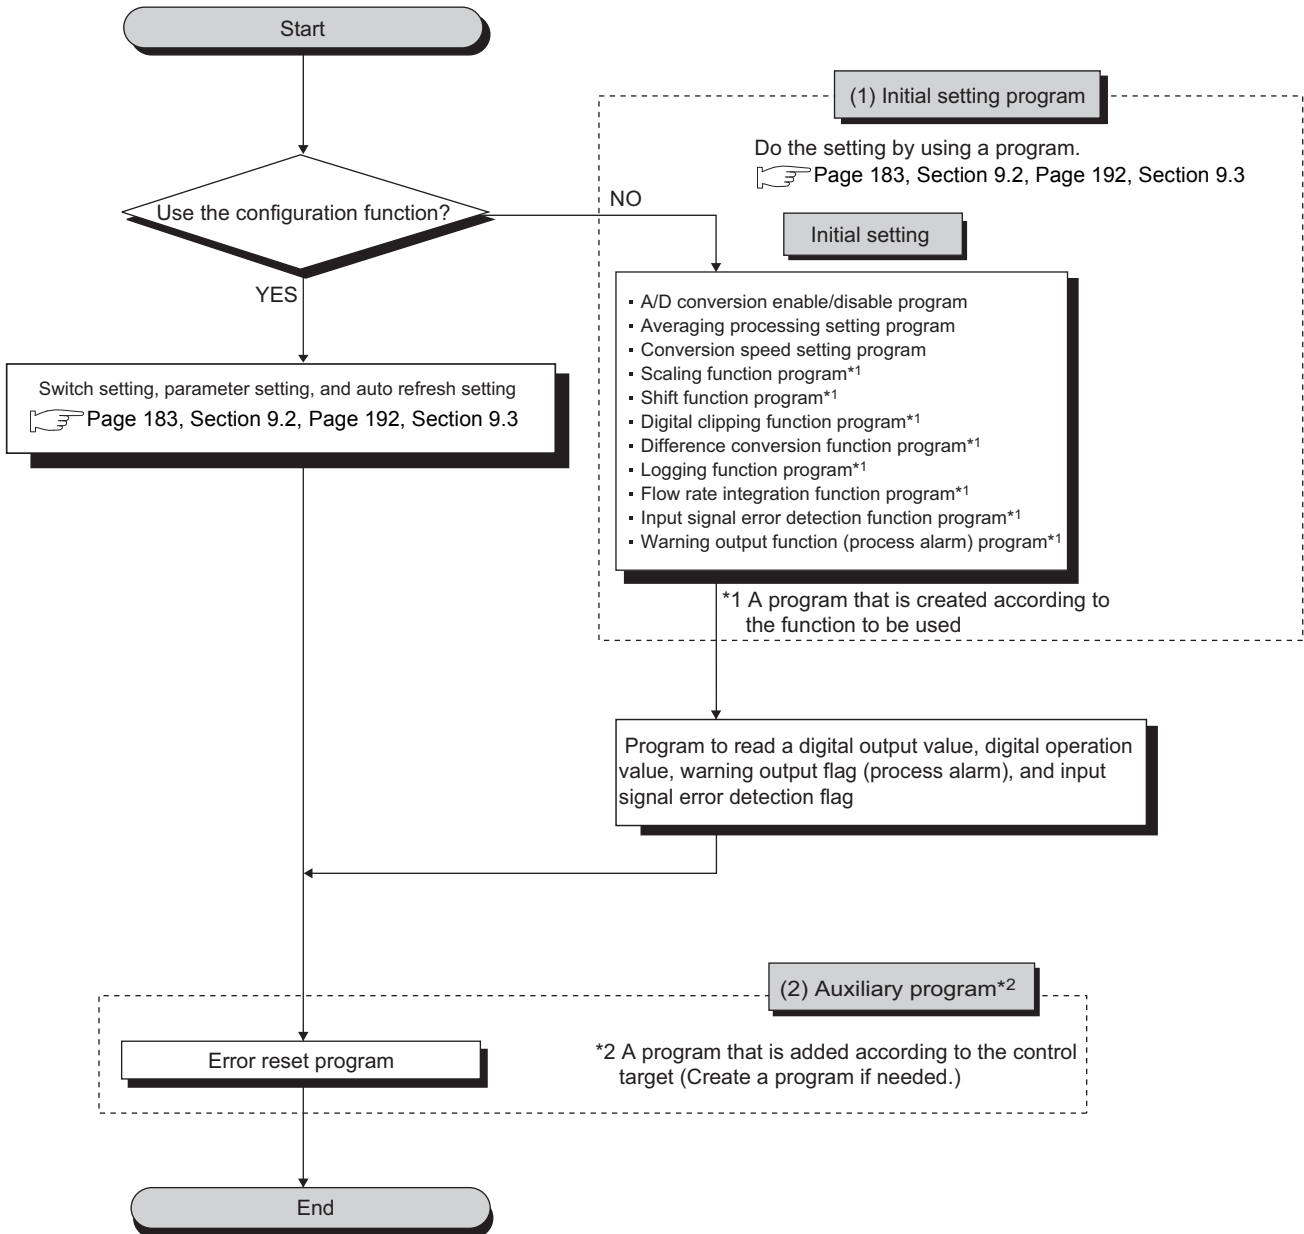 Start
Use the configuration function?
NO
YES
Switch setting, parameter setting, and auto refresh setting
Page 183, Section 9.2, Page 192, Section 9.3
(1) Initial setting program
Do the setting by using a program.
Page 183, Section 9.2, Page 192, Section 9.3
Initial setting
▪ A/D conversion enable/disable program
▪ Averaging processing setting program
▪ Conversion speed setting program
▪ Scaling function program*1
▪ Shift function program*1
▪ Digital clipping function program*1
▪ Difference conversion function program*1
▪ Logging function program*1
▪ Flow rate integration function program*1
▪ Input signal error detection function program*1
▪ Warning output function (process alarm) program*1
*1 A program that is created according to
the function to be used
Program to read a digital output value, digital operation
value, warning output flag (process alarm), and input
signal error detection flag
(2) Auxiliary program*2
Error reset program
*2 A program that is added according to the control
target (Create a program if needed.)
End